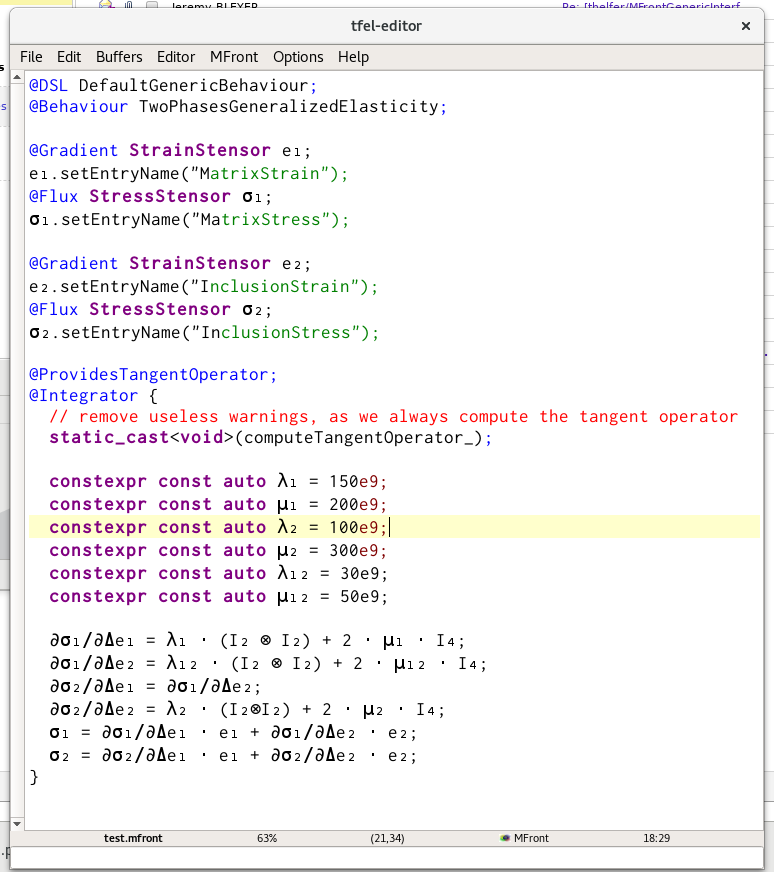 Jeremy BLEYER
Re: [thelfer/MFrontGenericInterf
tfel-editor ×
File Edit Buffers Editor MFront Options Help
@DSL DefaultGenericBehaviour;
@Behaviour TwoPhasesGeneralizedElasticity;
@Gradient StrainStensor e₁;
e₁.setEntryName("MatrixStrain");
@Flux StressStensor σ₁;
σ₁.setEntryName("MatrixStress");
@Gradient StrainStensor e₂;
e₂.setEntryName("InclusionStrain");
@Flux StressStensor σ₂;
σ₂.setEntryName("InclusionStress");
@ProvidesTangentOperator;
@Integrator {
// remove useless warnings, as we always compute the tangent operator
static_cast<void>(computeTangentOperator_);
constexpr const auto λ₁ = 150e9;
constexpr const auto μ₁ = 200e9;
constexpr const auto λ₂ = 100e9;
constexpr const auto μ₂ = 300e9;
constexpr const auto λ₁₂ = 30e9;
constexpr const auto μ₁₂ = 50e9;
∂σ₁/∂Δe₁ = λ₁ · (I₂ ⊗ I₂) + 2 · μ₁ · I₄;
∂σ₁/∂Δe₂ = λ₁₂ · (I₂ ⊗ I₂) + 2 · μ₁₂ · I₄;
∂σ₂/∂Δe₁ = ∂σ₁/∂Δe₂;
∂σ₂/∂Δe₂ = λ₂ · (I₂⊗I₂) + 2 · μ₂ · I₄;
σ₁ = ∂σ₁/∂Δe₁ · e₁ + ∂σ₁/∂Δe₂ · e₂;
σ₂ = ∂σ₂/∂Δe₁ · e₁ + ∂σ₂/∂Δe₂ · e₂;
}
test.mfront 63% (21,34) MFront 18:29